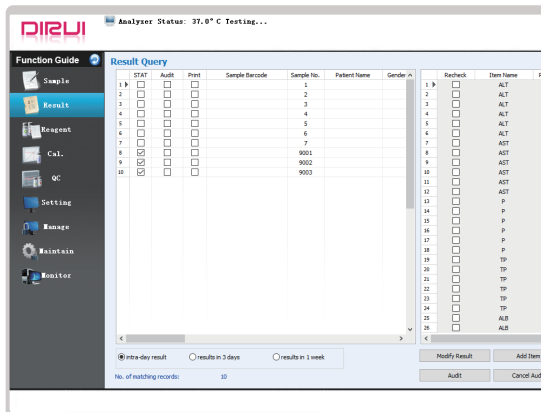 DIRUI
Analyzer Status: 37.0°C Testing...
Function Guide
Sample
Result
Reagent
Cal.
QC
Setting
Manage
Maintain
Monitor
Result Query
STAT Audit Print Sample Barcode Sample No. Patient Name Gender
1 1
2 2
3 3
4 4
5 5
6 6
7 7
8 9001
9 9002
10 9003
intra-day result results in 3 days results in 1 week
No. of matching records: 10
Recheck Item Name
1 ALT
2 ALT
3 ALT
4 ALT
5 ALT
6 ALT
7 AST
8 AST
9 AST
10 AST
11 AST
12 AST
13 P
14 P
15 P
16 P
17 P
18 P
19 TP
20 TP
21 TP
22 TP
23 TP
24 TP
25 ALB
26 ALB
Modify Result Add Item
Audit Cancel Aud